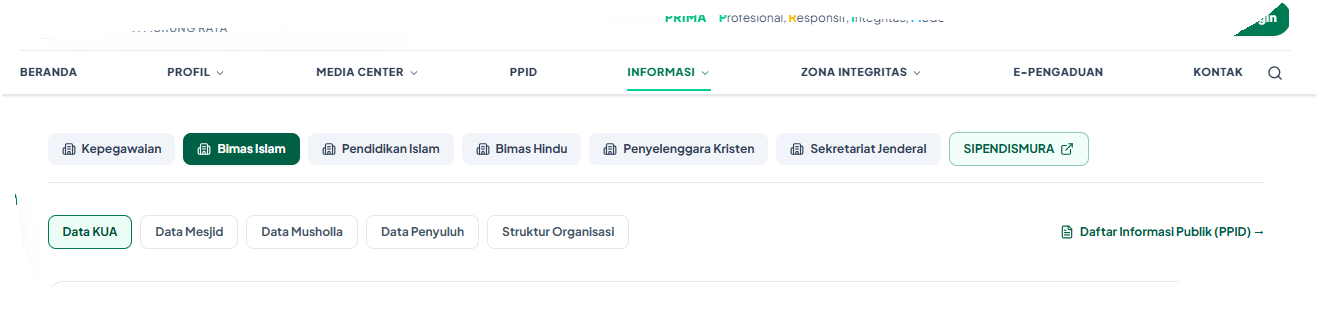 PRIMA Profesional, Responsif, Integritas,
MURUNG RAYA
BERANDA PROFIL MEDIA CENTER PPID INFORMASI ZONA INTEGRITAS E-PENGADUAN KONTAK
Kepegawaian Bimas Islam Pendidikan Islam Bimas Hindu Penyelenggara Kristen Sekretariat Jenderal SIPENDISMURA
Data KUA Data Mesjid Data Musholla Data Penyuluh Struktur Organisasi Daftar Informasi Publik (PPID) →